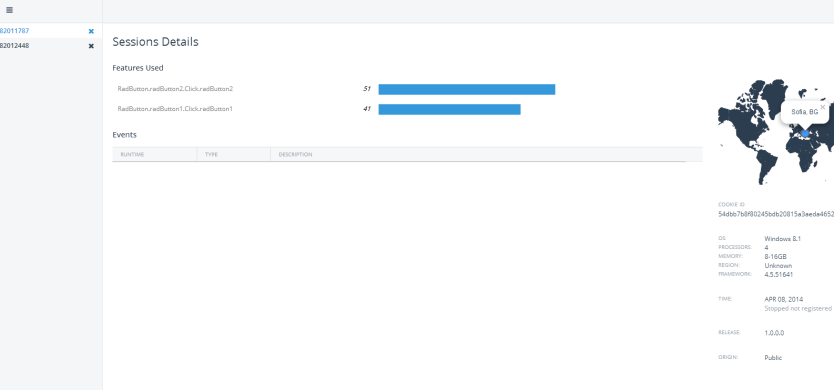 82011787
82012448
Sessions Details
Features Used
RadButton.radButton2.Click.radButton2 51
RadButton.radButton1.Click.radButton1 41
Events
RUNTIME TYPE DESCRIPTION
Sofia, BG
COOKIE ID
54dbb7b8f80245bdb20815a3aeda4652
OS: Windows 8.1
PROCESSORS: 4
MEMORY: 8-16GB
REGION: Unknown
FRAMEWORK: 4.5.51641
TIME: APR 08, 2014
Stopped not registered
RELEASE: 1.0.0.0
ORIGIN: Public